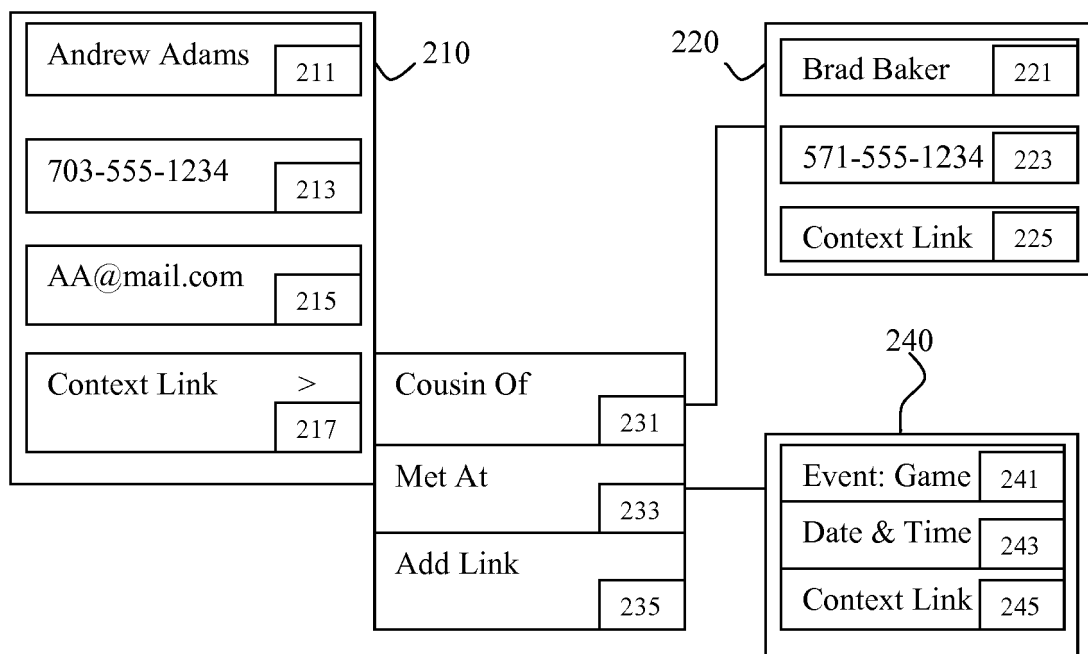 Andrew Adams
211
703-555-1234
213
AA@mail.com
215
Context Link >
217
210
Cousin Of
231
Met At
233
Add Link
235
220
Brad Baker
221
571-555-1234
223
Context Link
225
240
Event: Game
241
Date & Time
243
Context Link
245